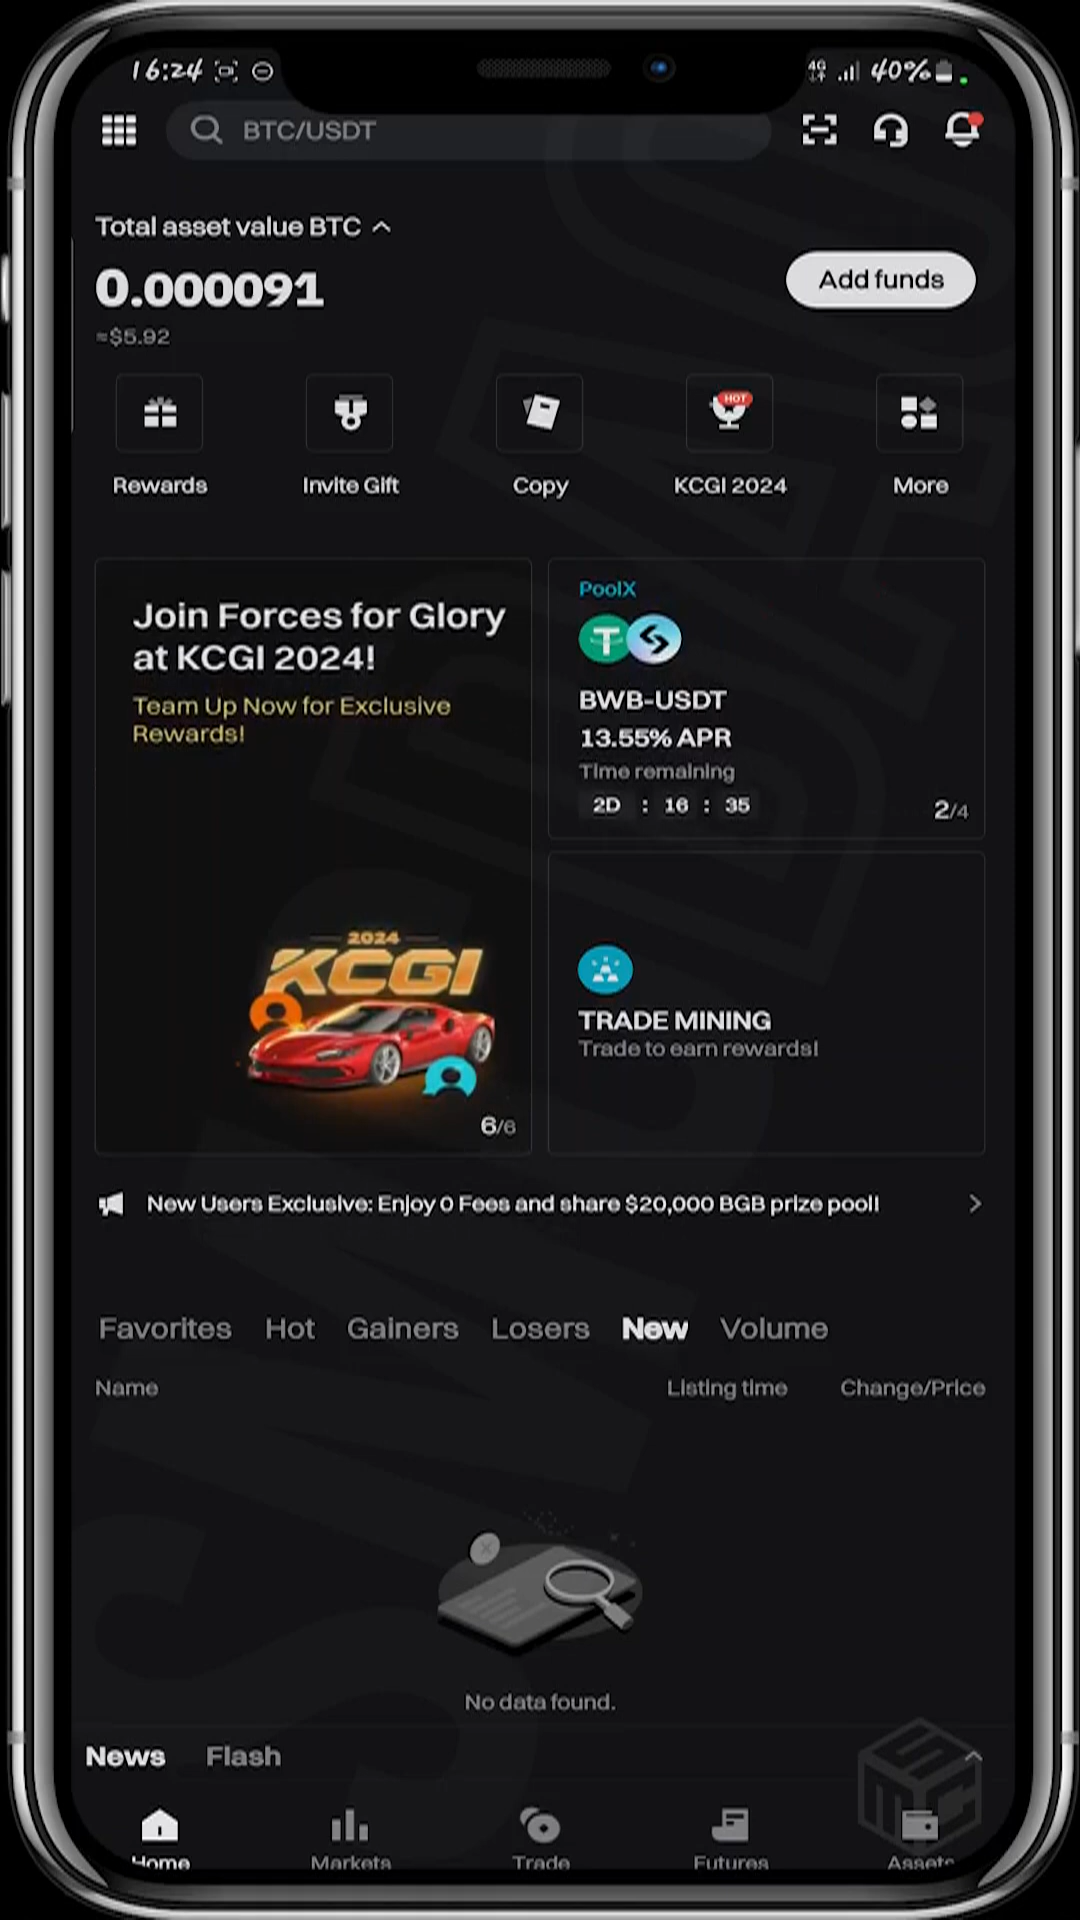 16:24 4G 40%
BTC/USDT
Total asset value BTC
0.000091
≈$5.92
Add funds
HOT
Rewards Invite Gift Copy KCGI 2024 More
Join Forces for Glory
at KCGI 2024!
Team Up Now for Exclusive
Rewards!
2024
KCGI
6/6
PoolX
BWB-USDT
13.55% APR
Time remaining
2D : 16 : 35
2/4
TRADE MINING
Trade to earn rewards!
New Users Exclusive: Enjoy 0 Fees and share $20,000 BGB prize pool!
Favorites Hot Gainers Losers New Volume
Name Listing time Change/Price
No data found.
News Flash
Home Markets Trade Futures Assets